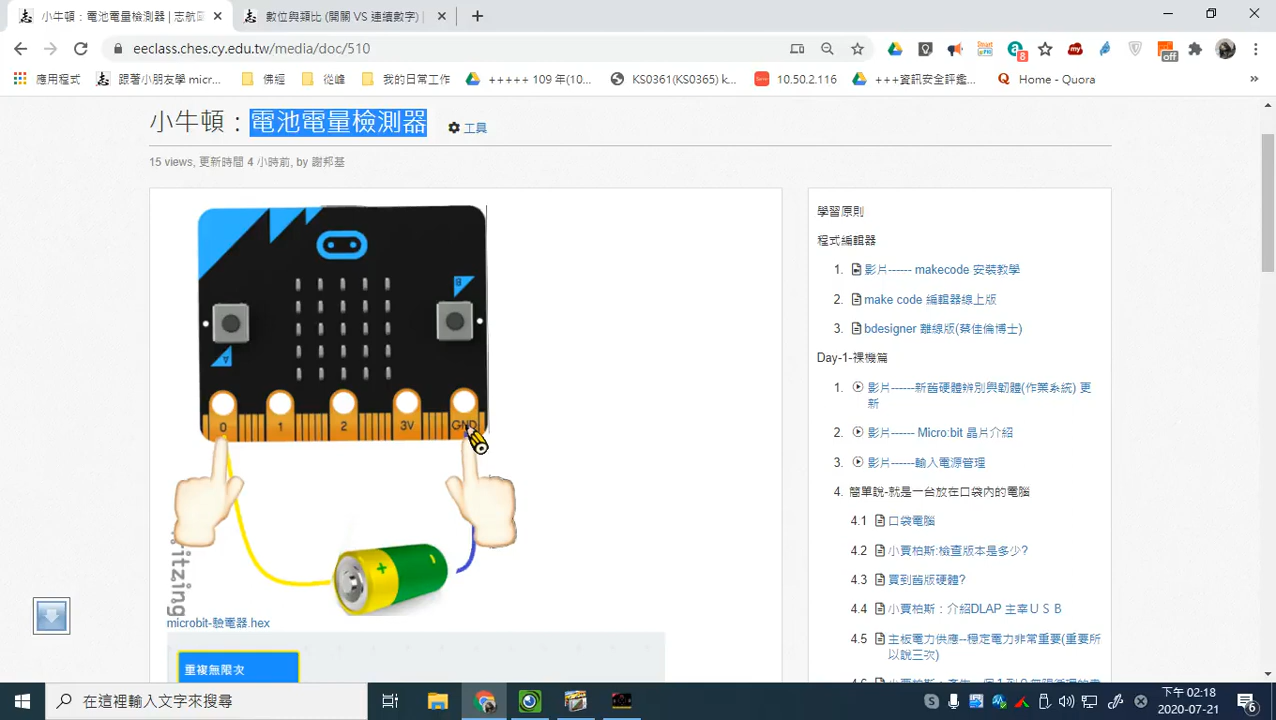 小牛頓：電池電量檢測器 | 志航國
數位與類比 (開關 VS 連續數字) |
eeclass.ches.cy.edu.tw/media/doc/510
8
off
應用程式
跟著小朋友學 micr...
佛經
從峰
我的日常工作
+++++ 109 年(10...
KS0361(KS0365) k...
10.50.2.116
+++資訊安全評鑑...
Home - Quora
»
小牛頓：電池電量檢測器
工具
15 views, 更新時間 4 小時前, by 謝邦基
B
A
0
1
2
3V
GND
+
-
fritzing
microbit-驗電器.hex
重複無限次
學習原則
程式編輯器
1. 影片------ makecode 安裝教學
2. make code 編輯器線上版
3. bdesigner 離線版(蔡佳倫博士)
Day-1-裸機篇
1. 影片------新舊硬體辨別與韌體(作業系統) 更
新
2. 影片------ Micro:bit 晶片介紹
3. 影片------輸入電源管理
4. 簡單說-就是一台放在口袋內的電腦
4.1 口袋電腦
4.2 小賈柏斯:檢查版本是多少?
4.3 買到舊版硬體?
4.4 小賈柏斯：介紹DLAP 主宰ＵＳＢ
4.5 主板電力供應--穩定電力非常重要(重要所
以說三次)
在這裡輸入文字來搜尋
下午 02:18
2020-07-21
6